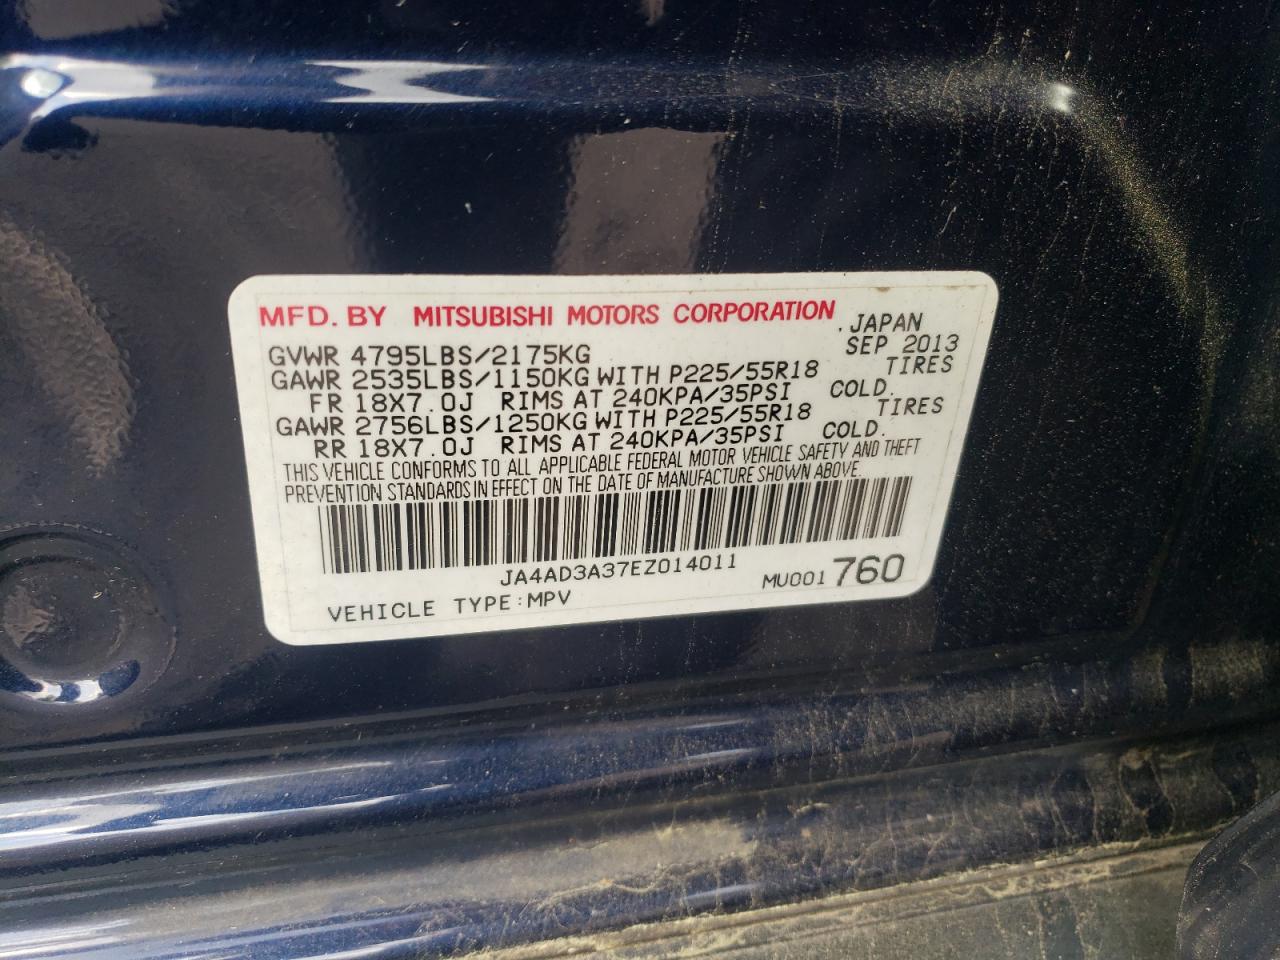 MFD. BY MITSUBISHI MOTORS CORPORATION
. JAPAN
GVWR 4795LBS/2175KG SEP 2013
GAWR 2535LBS/1150KG WITH P225/55R18 TIRES
FR 18X7.0J RIMS AT 240KPA/35PSI COLD.
GAWR 2756LBS/1250KG WITH P225/55R18 TIRES
RR 18X7.0J RIMS AT 240KPA/35PSI COLD.
THIS VEHICLE CONFORMS TO ALL APPLICABLE FEDERAL MOTOR VEHICLE SAFETY AND THEFT
PREVENTION STANDARDS IN EFFECT ON THE DATE OF MANUFACTURE SHOWN ABOVE.
JA4AD3A37EZ014011
VEHICLE TYPE:MPV MU001760